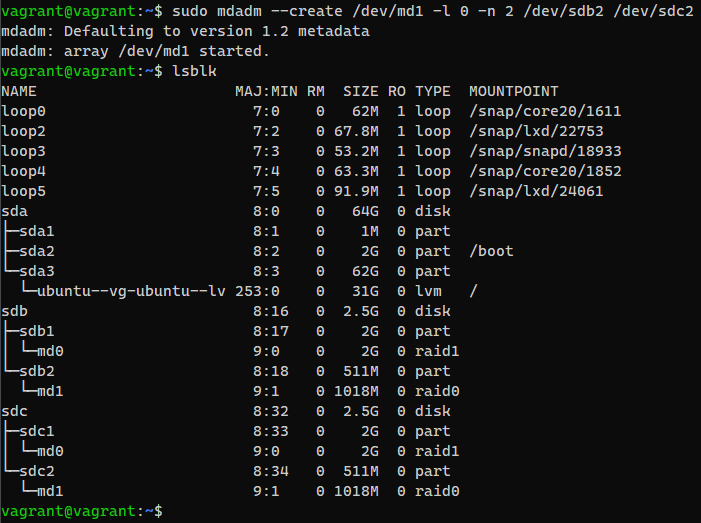 vagrant@vagrant:~$ sudo mdadm --create /dev/md1 -l 0 -n 2 /dev/sdb2 /dev/sdc2
mdadm: Defaulting to version 1.2 metadata
mdadm: array /dev/md1 started.
vagrant@vagrant:~$ lsblk
NAME                      MAJ:MIN RM  SIZE RO TYPE  MOUNTPOINT
loop0                       7:0    0   62M  1 loop  /snap/core20/1611
loop2                       7:2    0 67.8M  1 loop  /snap/lxd/22753
loop3                       7:3    0 53.2M  1 loop  /snap/snapd/18933
loop4                       7:4    0 63.3M  1 loop  /snap/core20/1852
loop5                       7:5    0 91.9M  1 loop  /snap/lxd/24061
sda                         8:0    0   64G  0 disk
├─sda1                      8:1    0    1M  0 part
├─sda2                      8:2    0    2G  0 part  /boot
└─sda3                      8:3    0   62G  0 part
  └─ubuntu--vg-ubuntu--lv 253:0    0   31G  0 lvm   /
sdb                         8:16   0  2.5G  0 disk
├─sdb1                      8:17   0    2G  0 part
│ └─md0                     9:0    0    2G  0 raid1
└─sdb2                      8:18   0  511M  0 part
  └─md1                     9:1    0 1018M  0 raid0
sdc                         8:32   0  2.5G  0 disk
├─sdc1                      8:33   0    2G  0 part
│ └─md0                     9:0    0    2G  0 raid1
└─sdc2                      8:34   0  511M  0 part
  └─md1                     9:1    0 1018M  0 raid0
vagrant@vagrant:~$